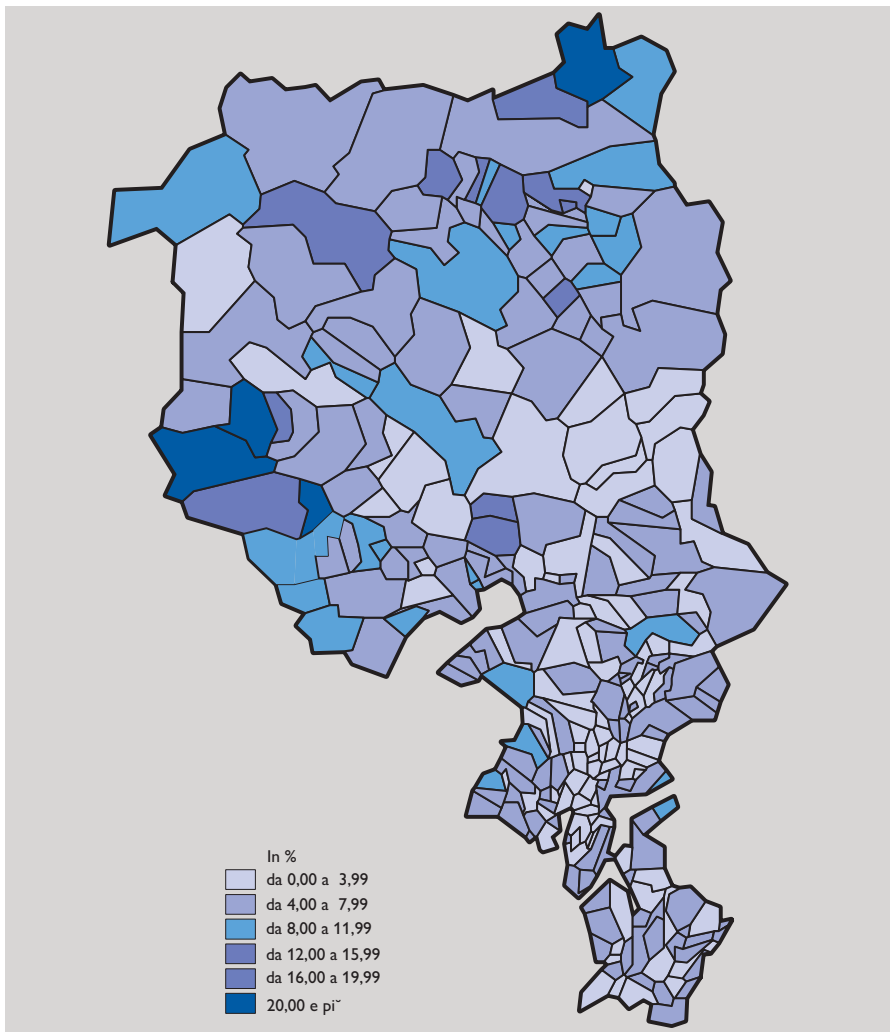 In %
da 0,00 a 3,99
da 4,00 a 7,99
da 8,00 a 11,99
da 12,00 a 15,99
da 16,00 a 19,99
20,00 e pi˘